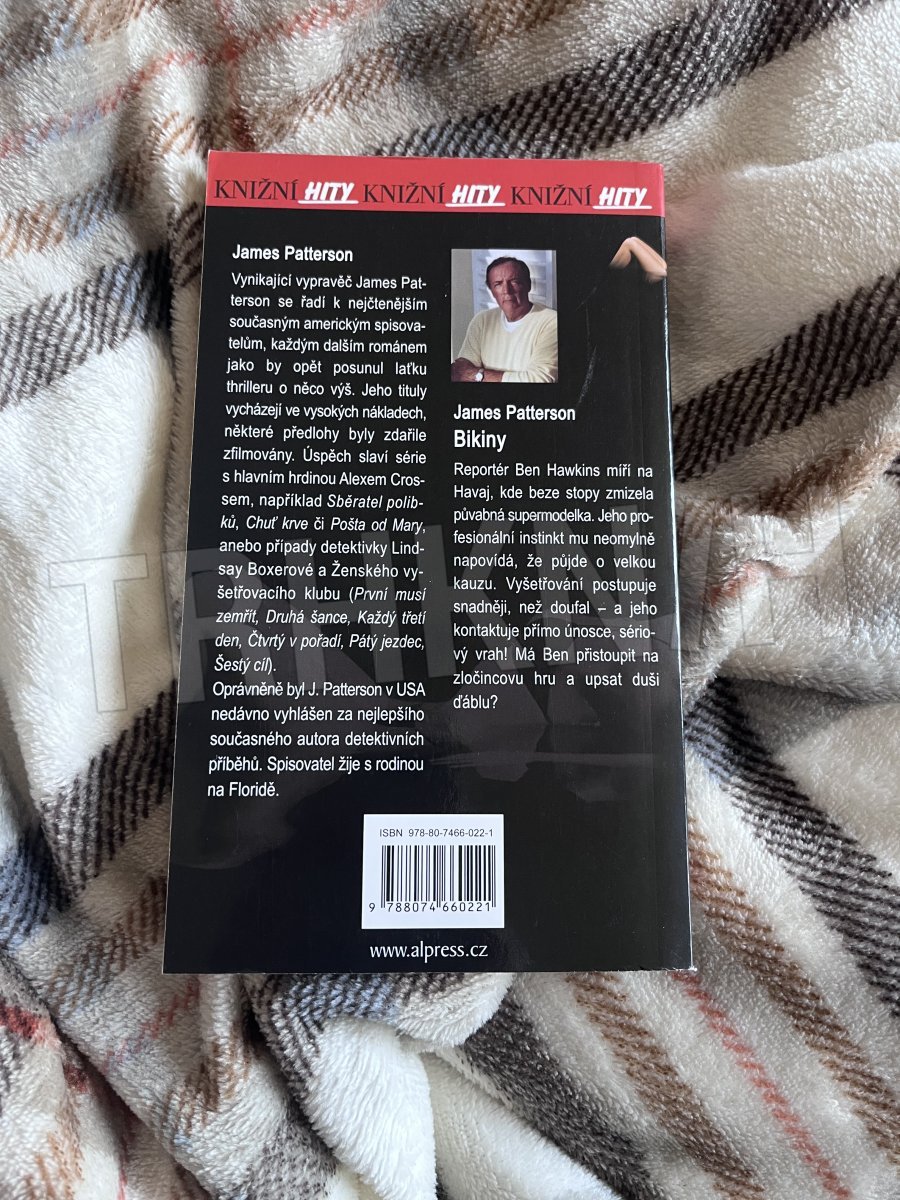 KNIŽNÍ HITY KNIŽNÍ HITY KNIŽNÍ HITY
James Patterson
Vynikající vypravěč James Pat-
terson se řadí k nejčtenějším
současným americkým spisova-
telům, každým dalším románem
jako by opět posunul laťku
thrilleru o něco výš. Jeho tituly
vycházejí ve vysokých nákladech,
některé předlohy byly zdařile
zfilmovány. Úspěch slaví série
s hlavním hrdinou Alexem Cros-
sem, například Sběratel polib-
ků, Chuť krve či Pošta od Mary,
anebo případy detektivky Lind-
say Boxerové a Ženského vy-
šetřovacího klubu (První musí
zemřít, Druhá šance, Každý třetí
den, Čtvrtý v pořadí, Pátý jezdec,
Šestý cíl).
Oprávněně byl J. Patterson v USA
nedávno vyhlášen za nejlepšího
současného autora detektivních
příběhů. Spisovatel žije s rodinou
na Floridě.
James Patterson
Bikiny
Reportér Ben Hawkins míří na
Havaj, kde beze stopy zmizela
půvabná supermodelka. Jeho pro-
fesionální instinkt mu neomylně
napovídá, že půjde o velkou
kauzu. Vyšetřování postupuje
snadněji, než doufal – a jeho
kontaktuje přímo únosce, sério-
vý vrah! Má Ben přistoupit na
zločincovu hru a upsat duši
ďáblu?
ISBN 978-80-7466-022-1
9 788074 660221
www.alpress.cz